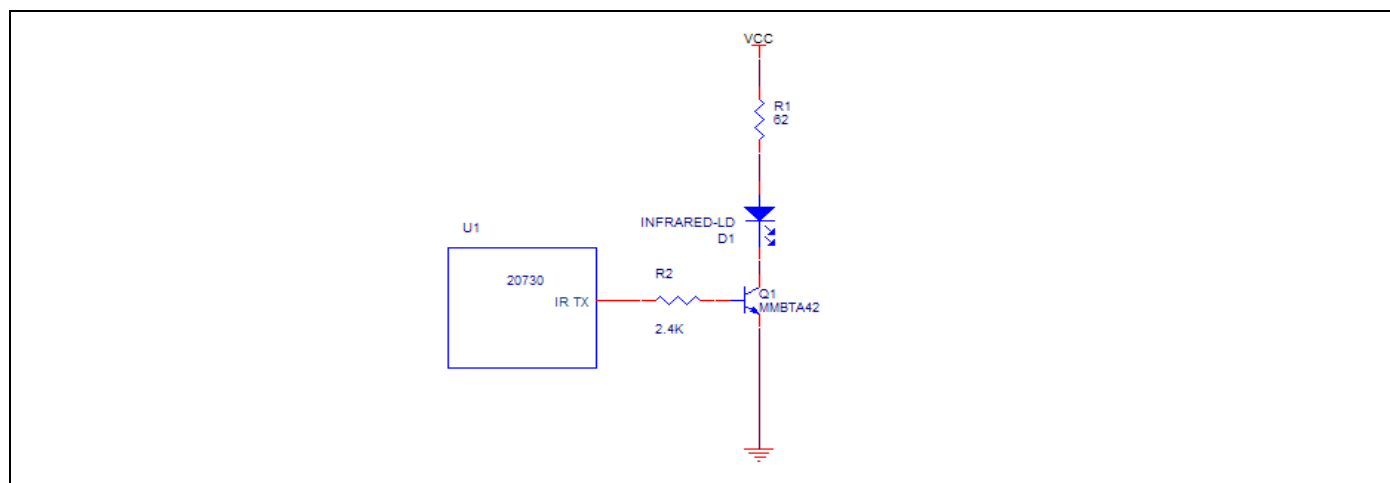 VCC
R1
62
INFRARED-LD
D1
U1
20730
IR TX
R2
2.4K
Q1
MMBTA42